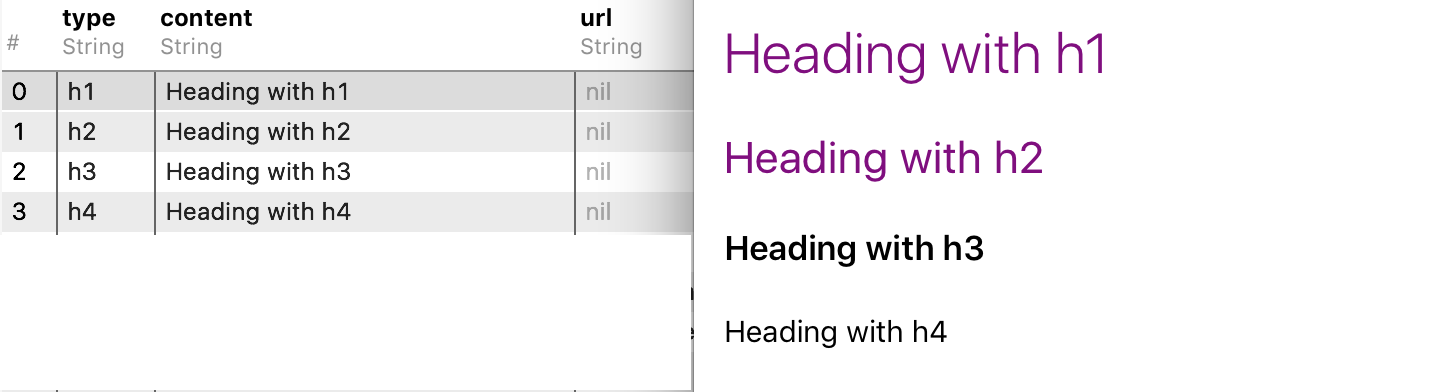 type content url
# String String String
0 h1 Heading with h1 nil
1 h2 Heading with h2 nil
2 h3 Heading with h3 nil
3 h4 Heading with h4 nil
Heading with h1
Heading with h2
Heading with h3
Heading with h4